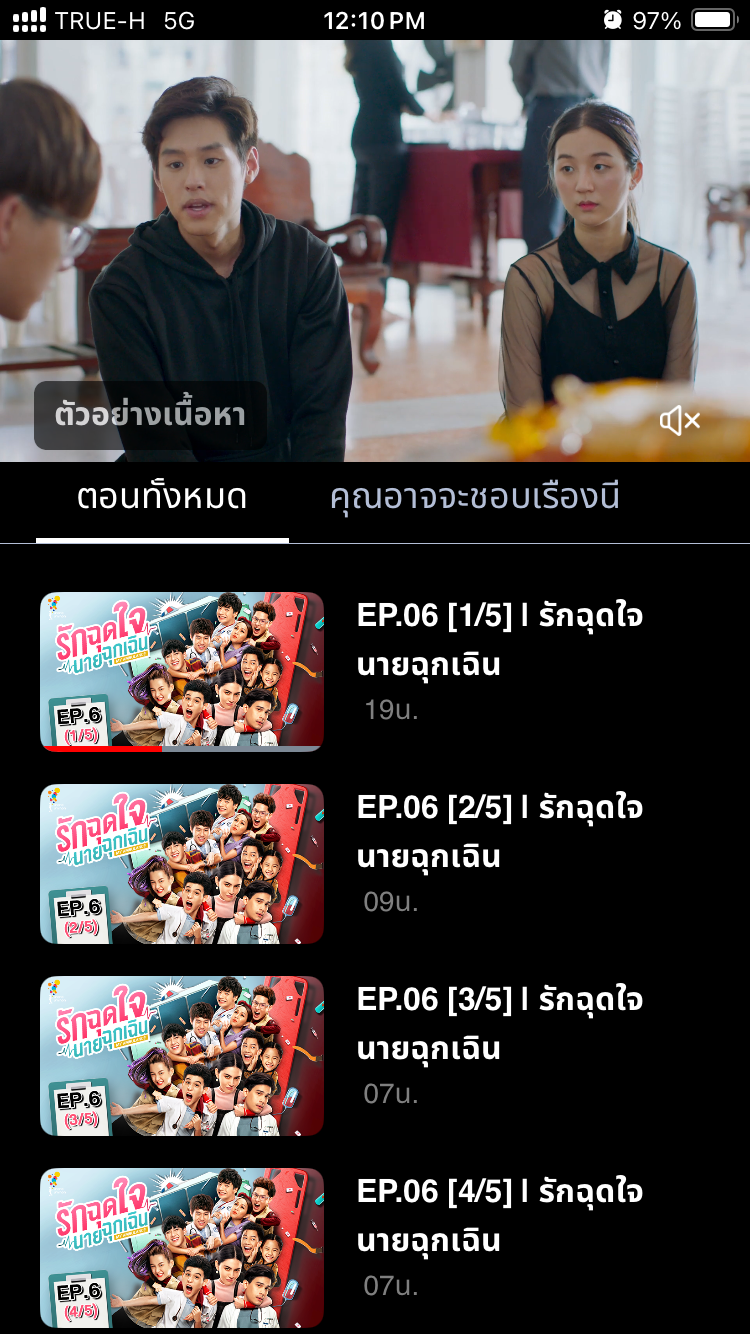 TRUE-H 5G 12:10 PM 97%
ตัวอย่างเนื้อหา
ตอนทั้งหมด คุณอาจจะชอบเรื่องนี้
รักฉุดใจ
นายฉุกเฉิน
EP.6
(1/5)
EP.06 [1/5] | รักฉุดใจ
นายฉุกเฉิน
19น.
รักฉุดใจ
นายฉุกเฉิน
EP.6
(2/5)
EP.06 [2/5] | รักฉุดใจ
นายฉุกเฉิน
09น.
รักฉุดใจ
นายฉุกเฉิน
EP.6
(3/5)
EP.06 [3/5] | รักฉุดใจ
นายฉุกเฉิน
07น.
รักฉุดใจ
นายฉุกเฉิน
EP.6
(4/5)
EP.06 [4/5] | รักฉุดใจ
นายฉุกเฉิน
07น.